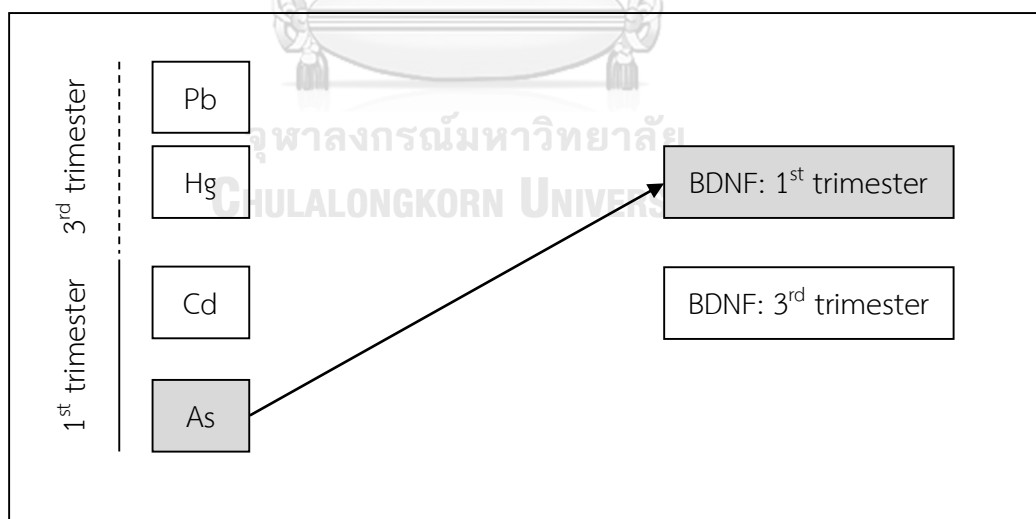 3rd trimester
1st trimester
Pb
Hg
Cd
As
จุฬาลงกรณ์มหาวิทยาลัย
CHULALONGKORN UNIVERS
BDNF: 1st trimester
BDNF: 3rd trimester